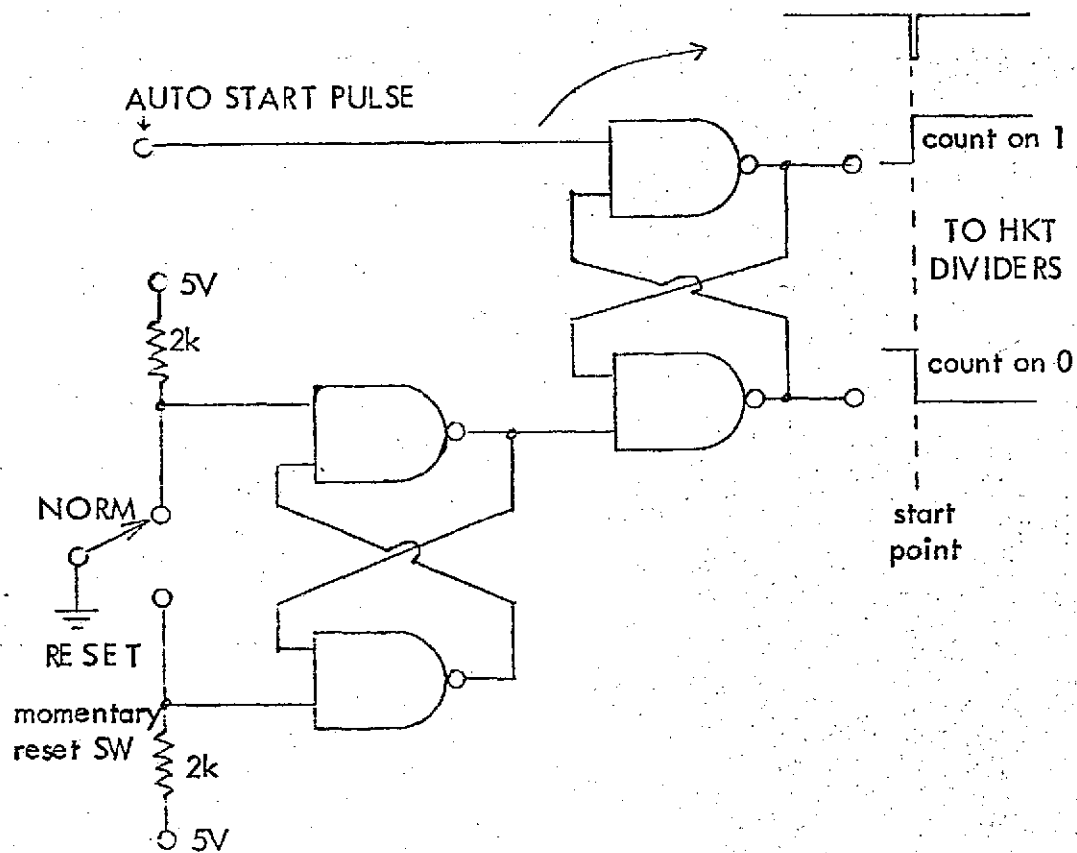 AUTO START PULSE
count on 1
TO HKT
DIVIDERS
5V
2k
count on 0
NORM
start
point
RESET
momentary
reset SW
2k
5V